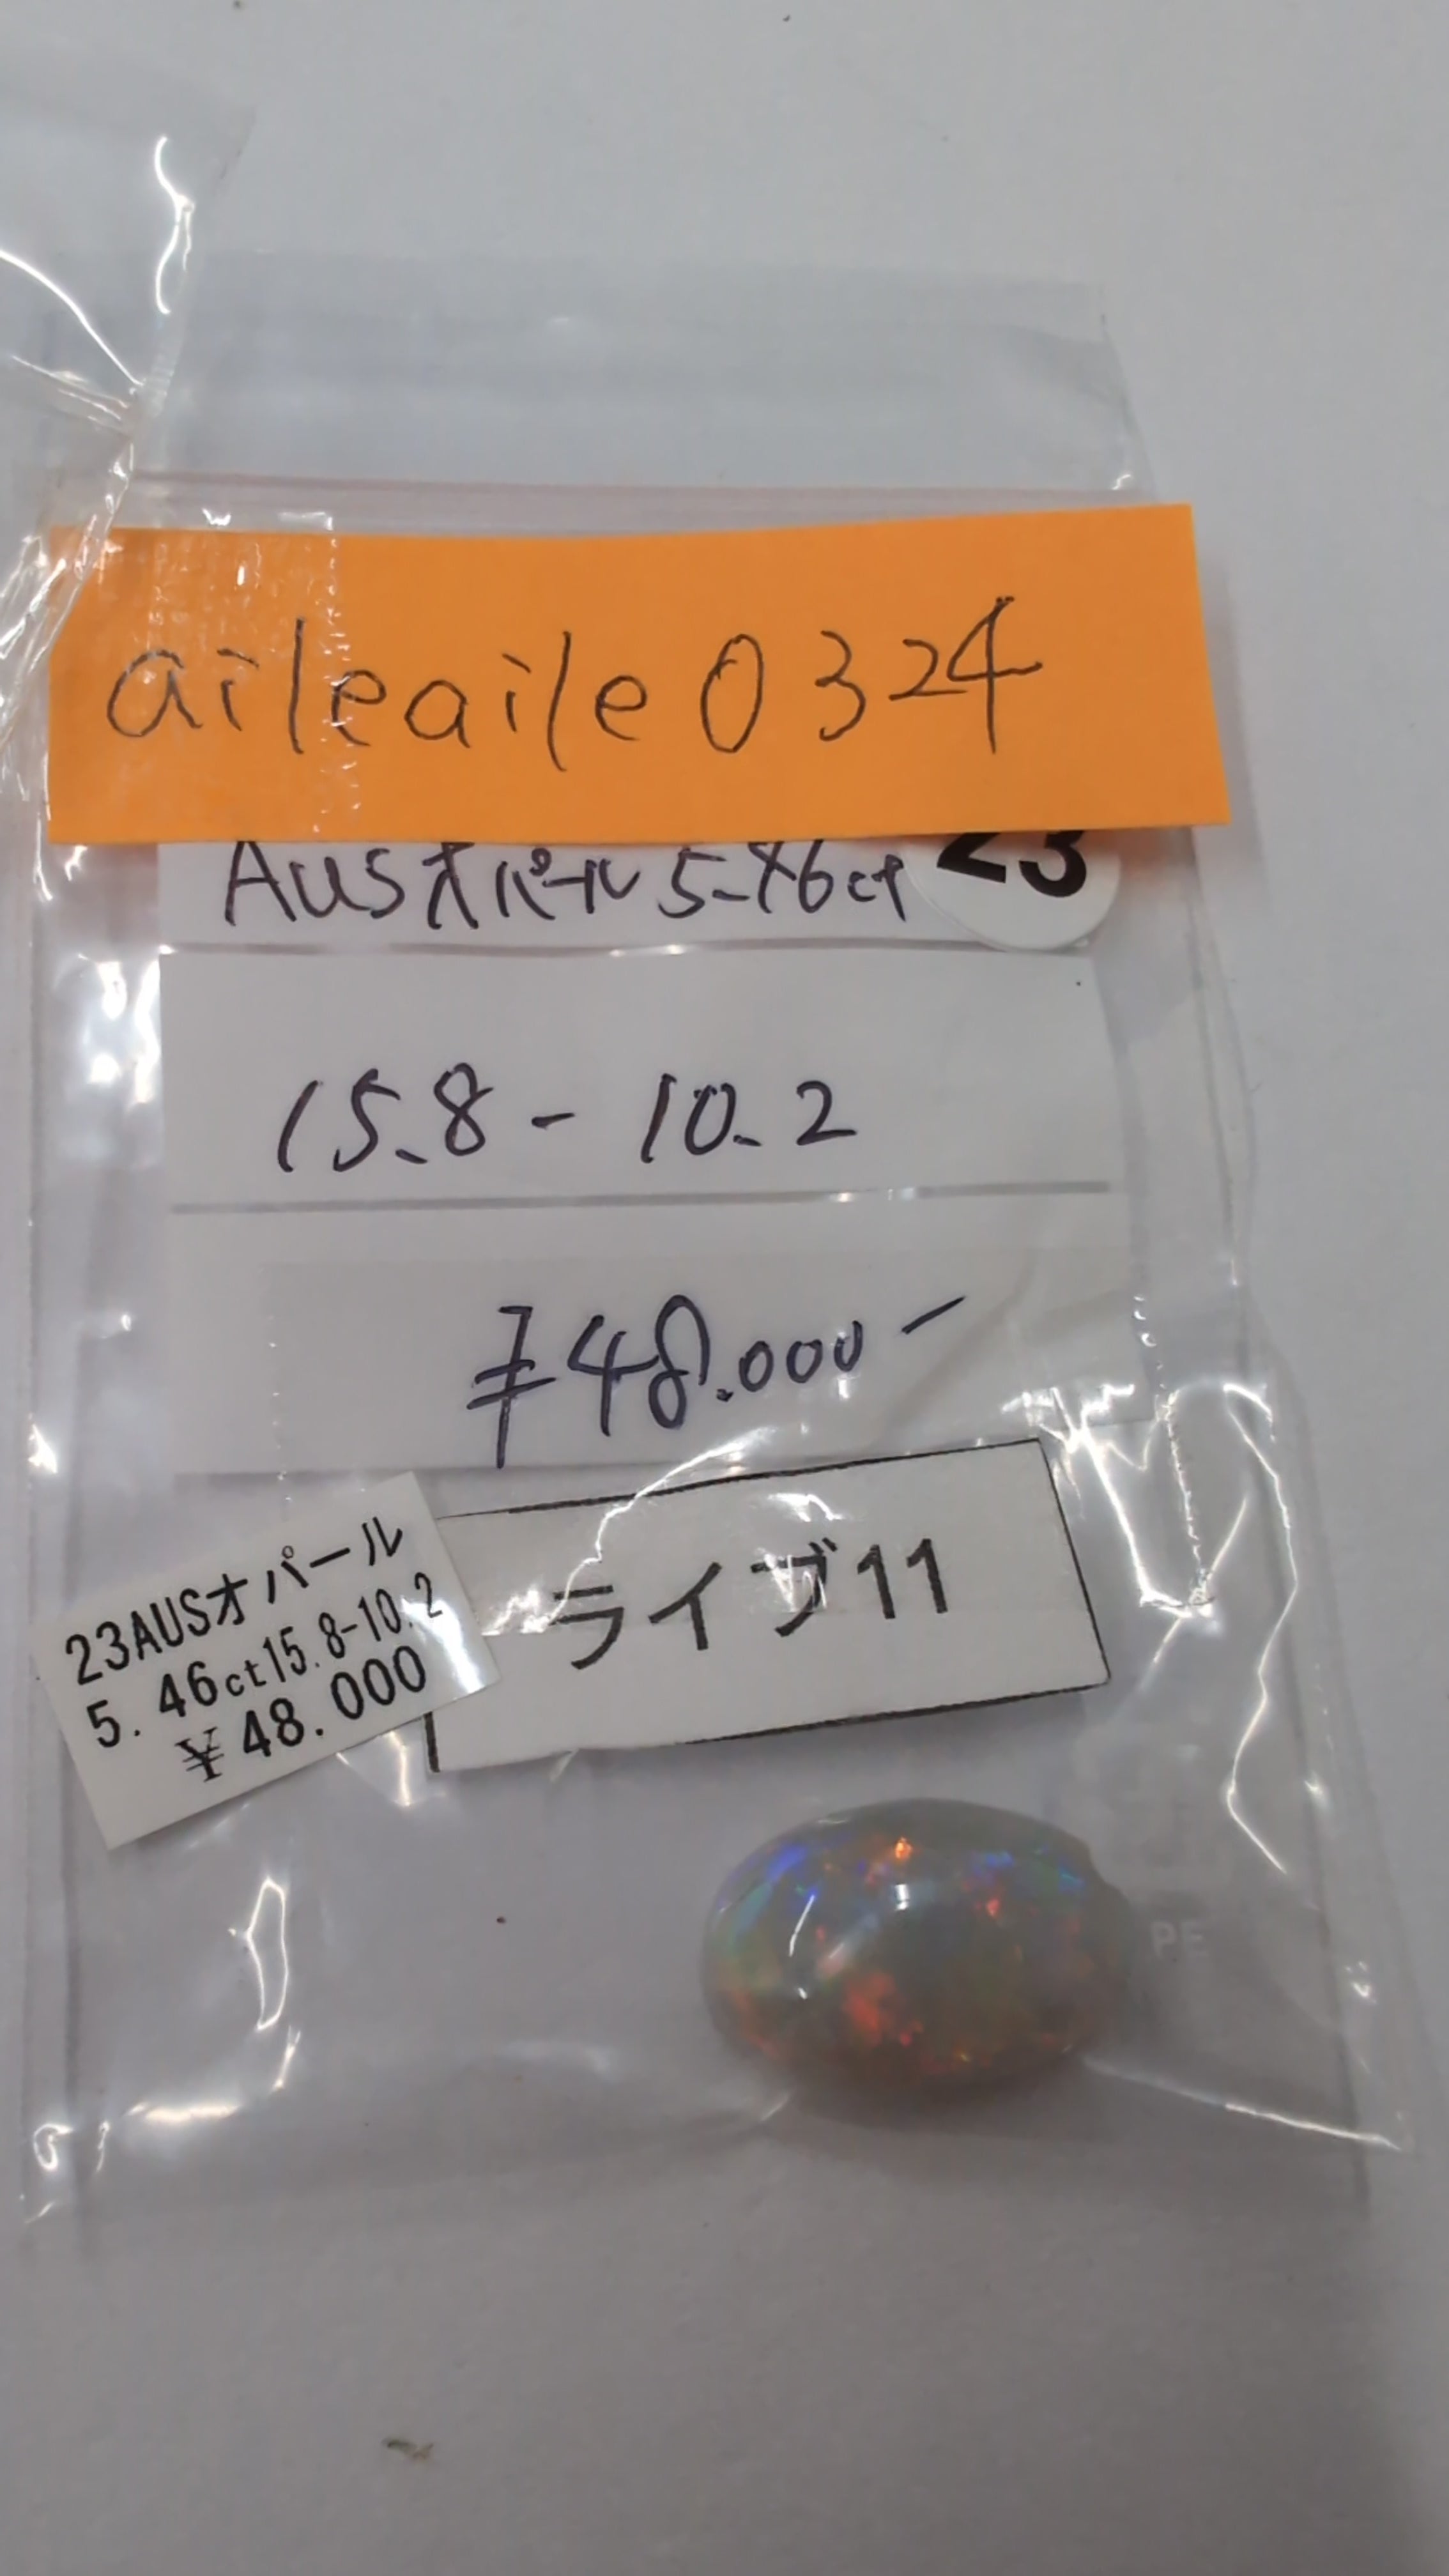 aileaile0324
AUSオパール 5.46ct
23
15.8 - 10.2
¥48.000-
ライブ11
23AUSオパール
5.46ct15.8-10.2
¥48.000
PE